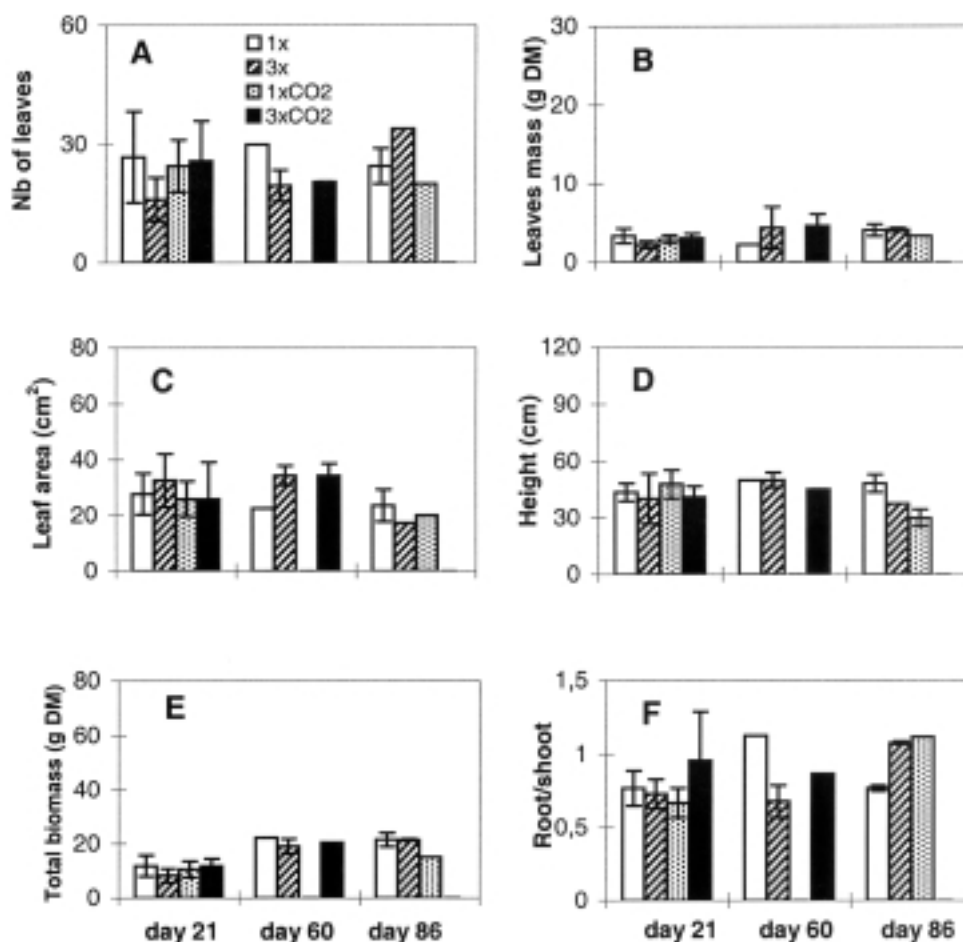 60
30
0
Nb of leaves
A
1x
3x
1xCO2
3xCO2
30
25
20
15
10
5
0
Leaves mass (g DM)
B
80
60
40
20
0
Leaf area (cm²)
C
120
90
60
30
0
Height (cm)
D
80
60
40
20
0
Total biomass (g DM)
E
day 21 day 60 day 86
1,5
1
0,5
0
Root/shoot
F
day 21 day 60 day 86